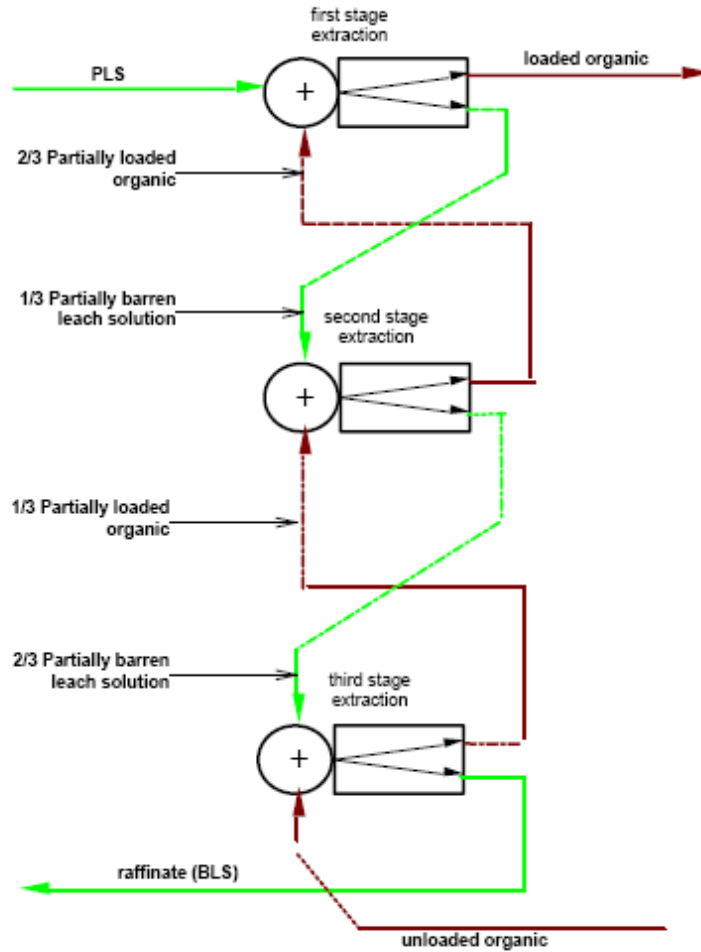 first stage
extraction
loaded organic
PLS
+
2/3 Partially loaded
organic
1/3 Partially barren
leach solution
second stage
extraction
+
1/3 Partially loaded
organic
2/3 Partially barren
leach solution
third stage
extraction
+
raffinate (BLS)
unloaded organic